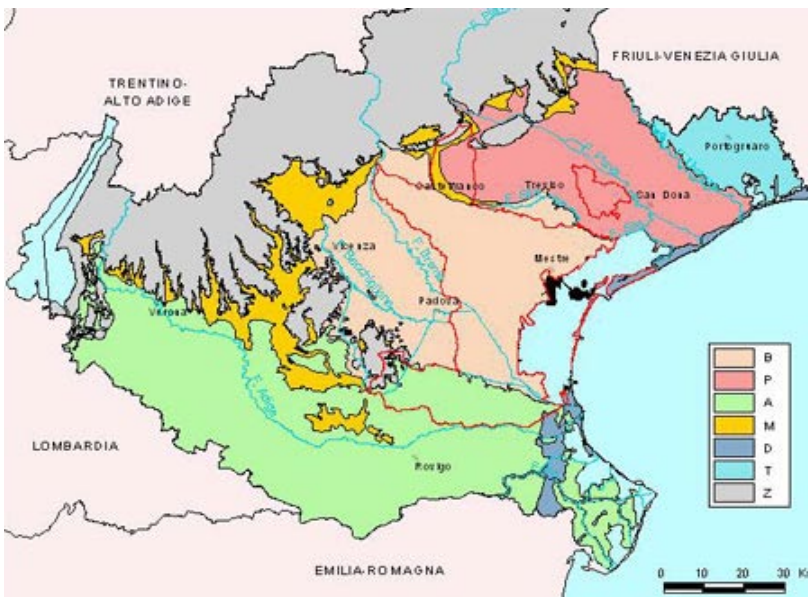 FRIULI-VENEZIA GIULIA
TRENTINO-
ALTO ADIGE
Portogruaro
Treviso
San Donà
Vicenza
Mestre
Padova
Verona
F. Adige
LOMBARDIA
Rovigo
EMILIA-ROMAGNA
B
P
A
M
D
T
Z
0 10 20 30